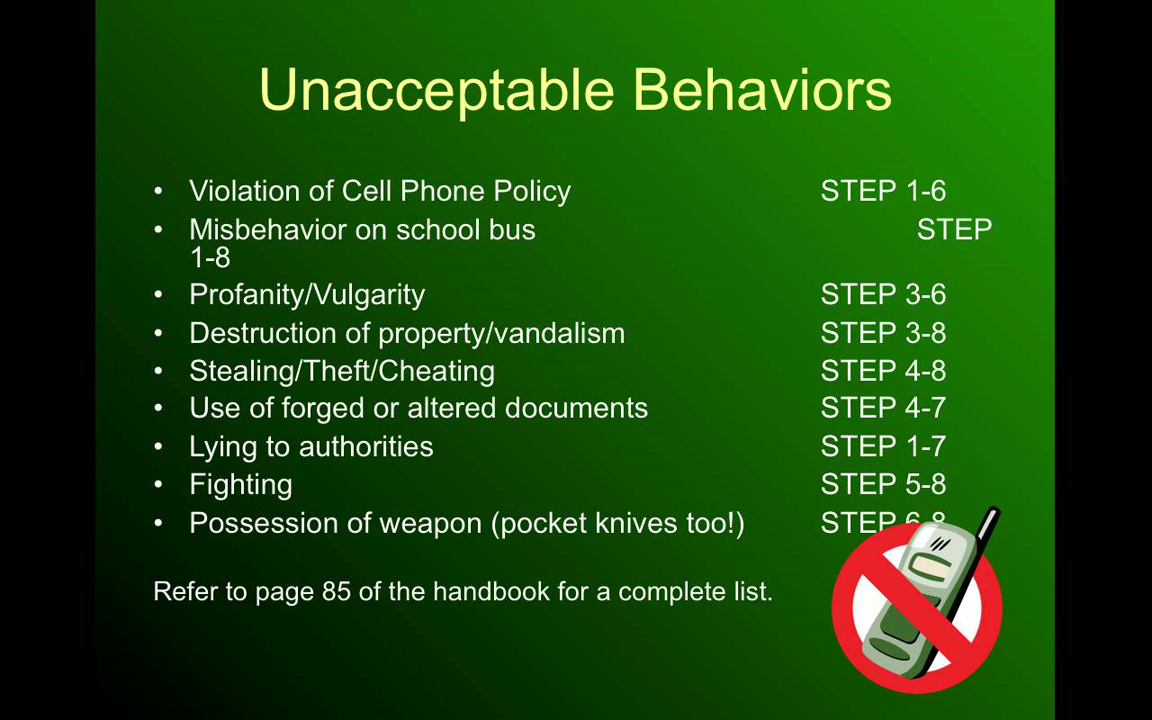 Unacceptable Behaviors
• Violation of Cell Phone Policy STEP 1-6
• Misbehavior on school bus STEP
1-8
• Profanity/Vulgarity STEP 3-6
• Destruction of property/vandalism STEP 3-8
• Stealing/Theft/Cheating STEP 4-8
• Use of forged or altered documents STEP 4-7
• Lying to authorities STEP 1-7
• Fighting STEP 5-8
• Possession of weapon (pocket knives too!) STEP 6-8
Refer to page 85 of the handbook for a complete list.